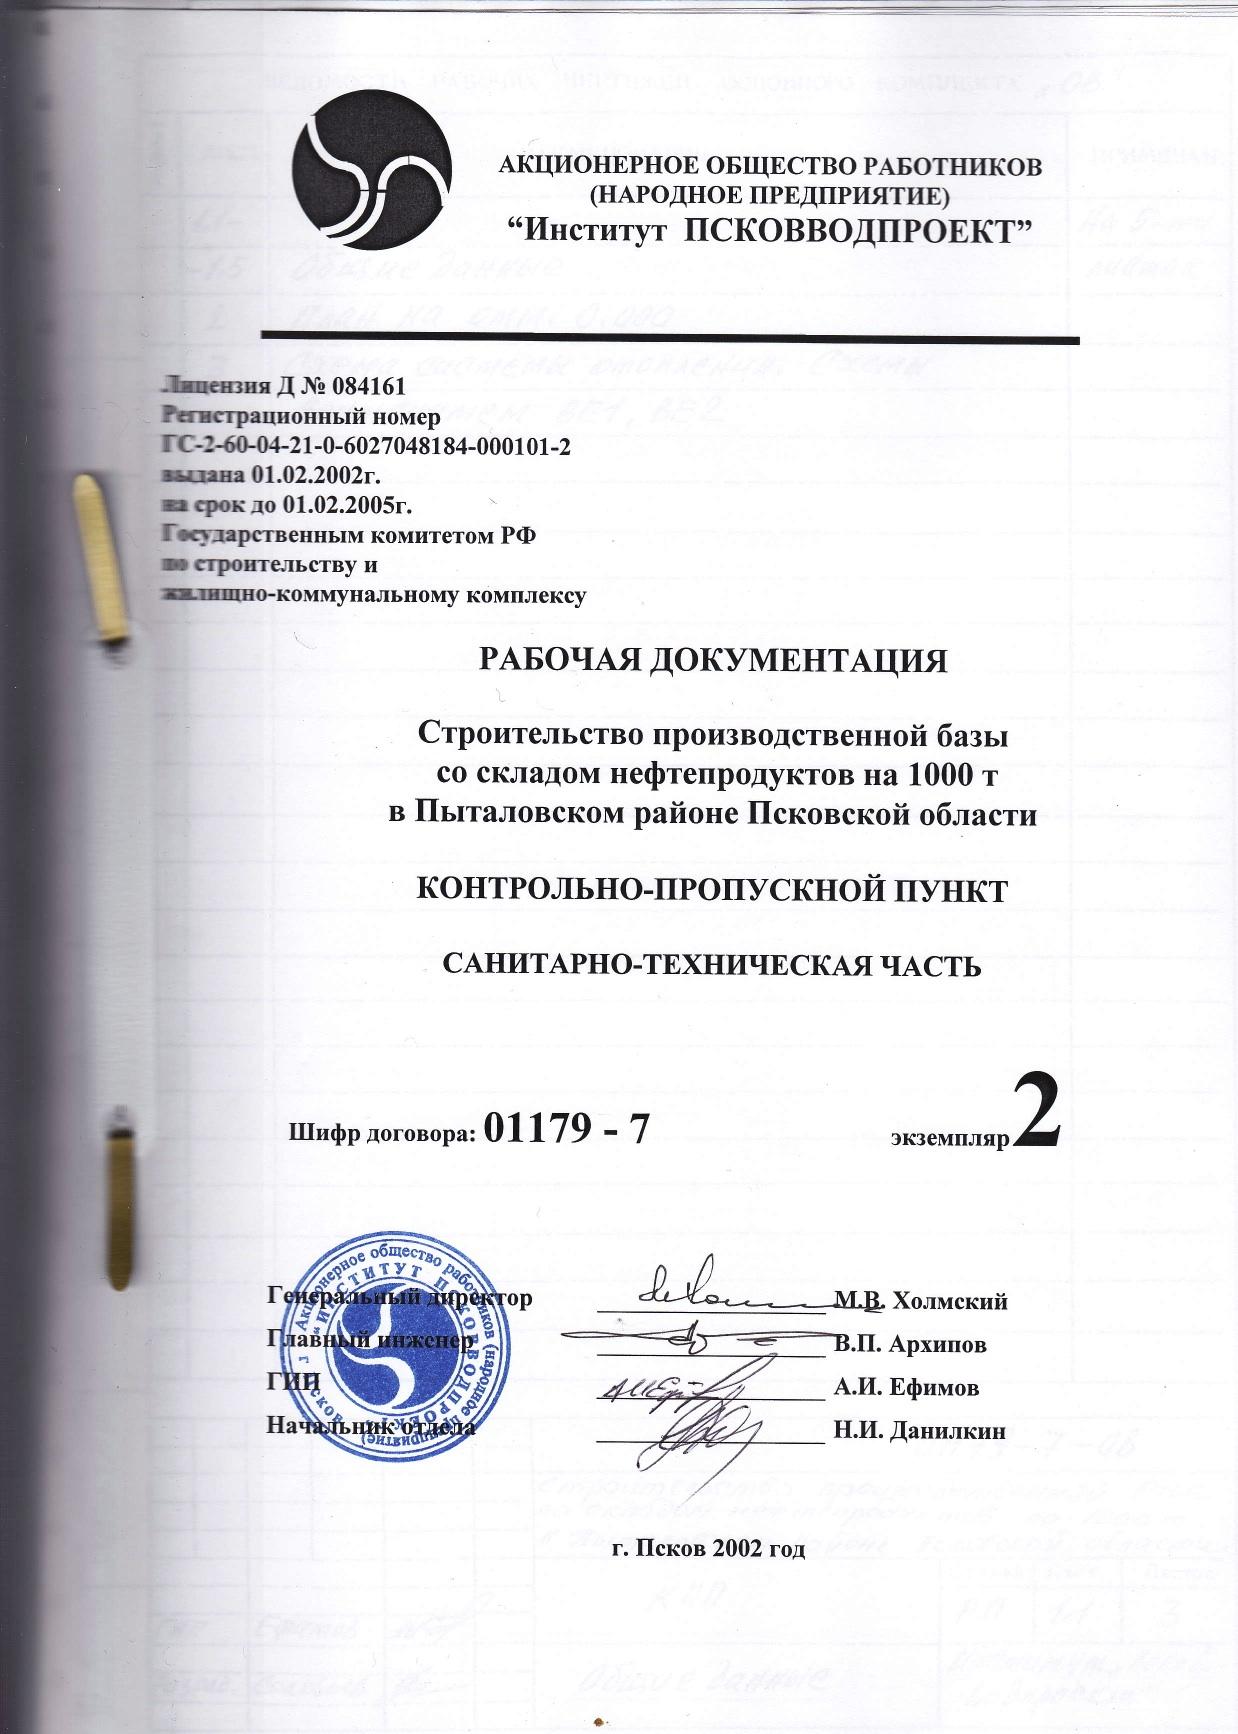 АКЦИОНЕРНОЕ ОБЩЕСТВО РАБОТНИКОВ
(НАРОДНОЕ ПРЕДПРИЯТИЕ)
“Институт ПСКОВВОДПРОЕКТ”
Лицензия Д № 084161
Регистрационный номер
ГС-2-60-04-21-0-6027048184-000101-2
выдана 01.02.2002г.
на срок до 01.02.2005г.
Государственным комитетом РФ
по строительству и
жилищно-коммунальному комплексу
РАБОЧАЯ ДОКУМЕНТАЦИЯ
Строительство производственной базы
со складом нефтепродуктов на 1000 т
в Пыталовском районе Псковской области
КОНТРОЛЬНО-ПРОПУСКНОЙ ПУНКТ
САНИТАРНО-ТЕХНИЧЕСКАЯ ЧАСТЬ
Шифр договора: 01179 - 7 экземпляр 2
Генеральный директор М.В. Холмский
Главный инженер В.П. Архипов
ГИП А.И. Ефимов
Начальник отдела Н.И. Данилкин
Акционерное общество работников (народное предприятие)
г Псков
“ИНСТИТУТ ПСКОВВОДПРОЕКТ”
г. Псков 2002 год